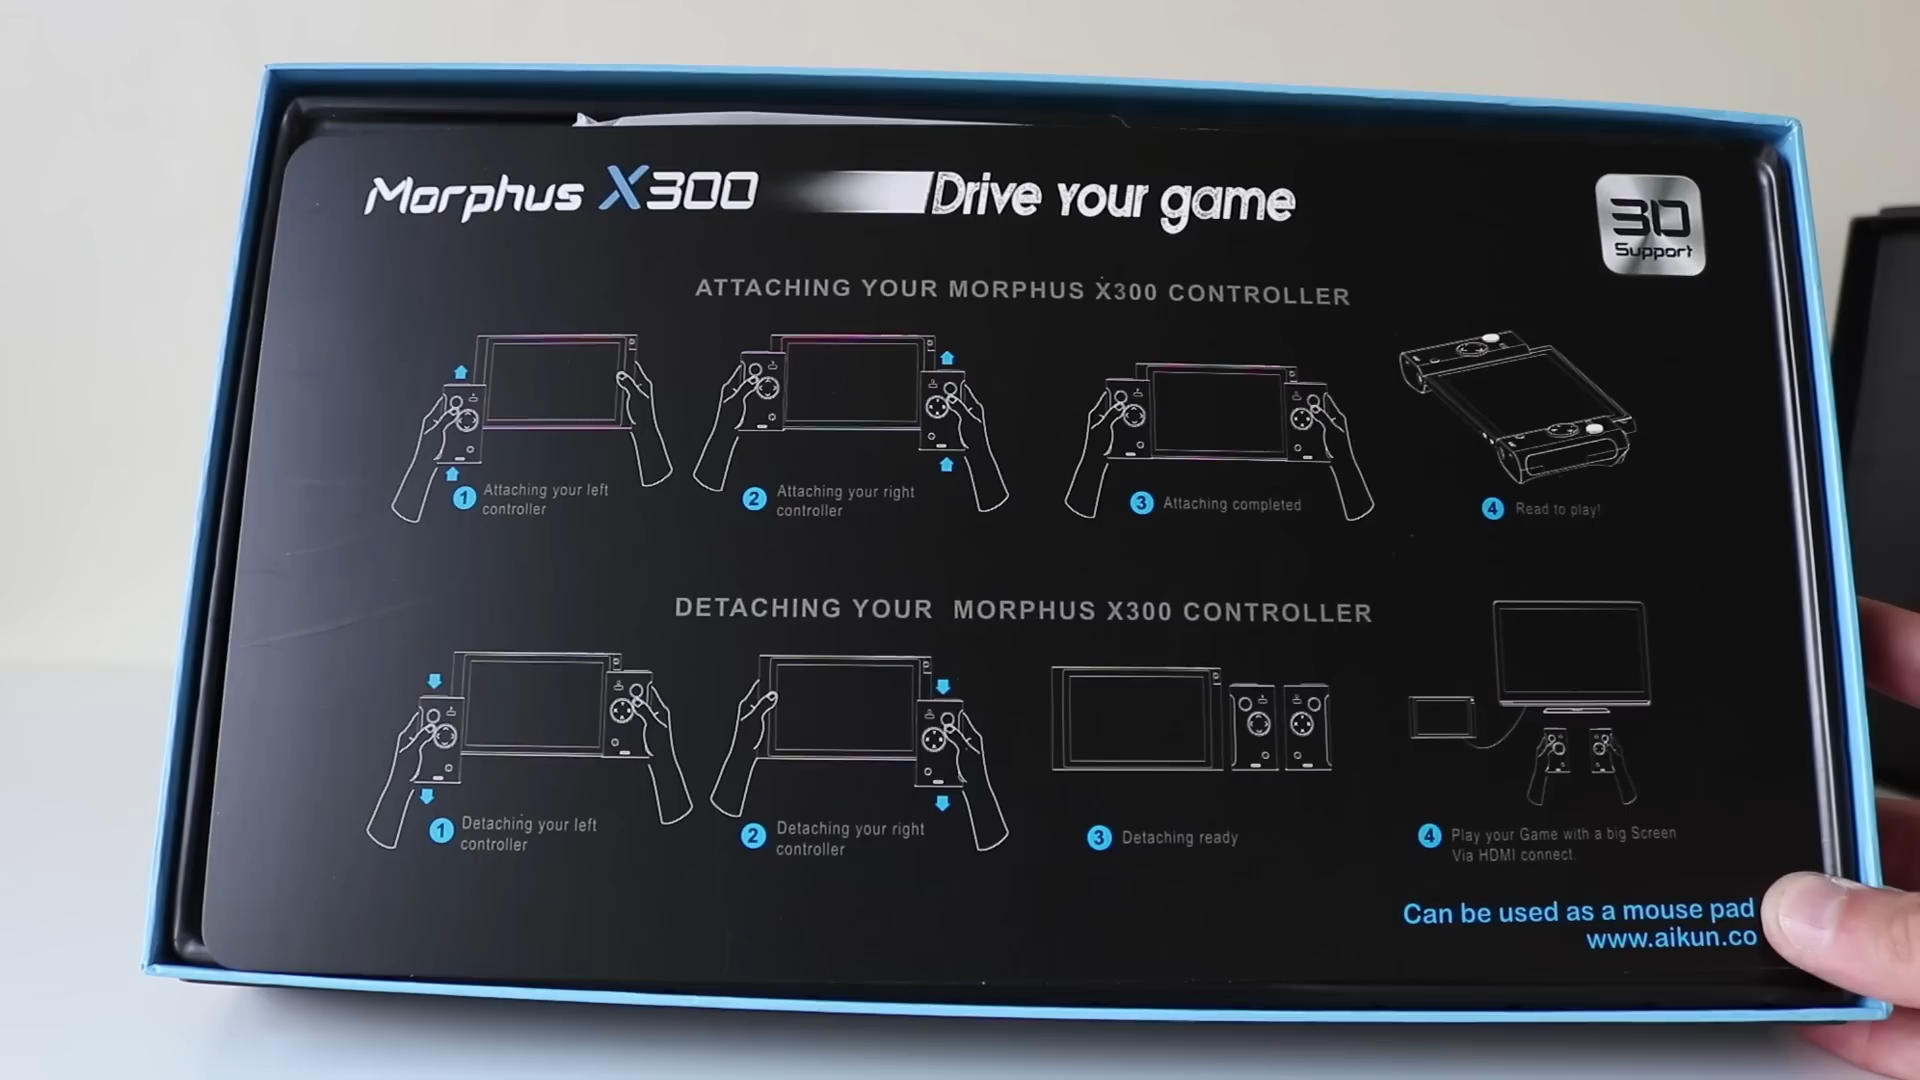 Morphus X300 Drive Your game
3D
Support
ATTACHING YOUR MORPHUS X300 CONTROLLER
1 Attaching your left
controller
2 Attaching your right
controller
3 Attaching completed
4 Read to play!
DETACHING YOUR MORPHUS X300 CONTROLLER
1 Detaching your left
controller
2 Detaching your right
controller
3 Detaching ready
4 Play your Game with a big Screen
Via HDMI connect.
Can be used as a mouse pad
www.aikun.co